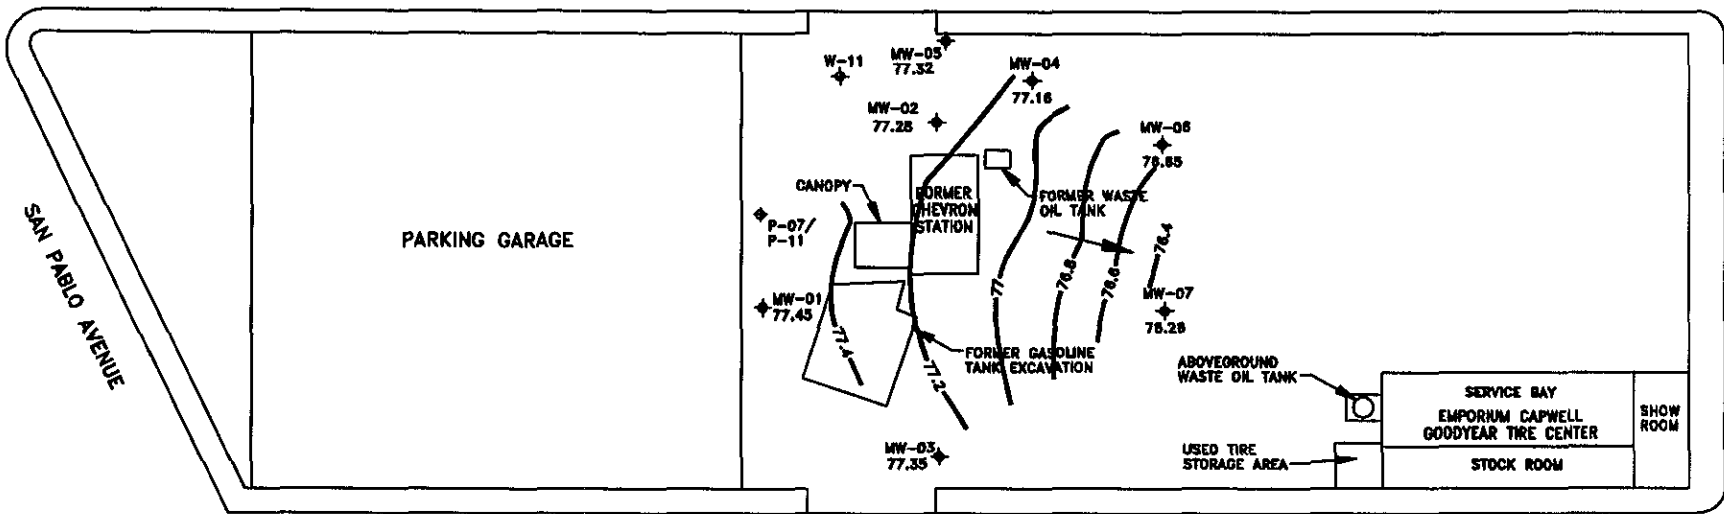 W-11
MW-05
77.32
MW-04
77.16
MW-02
77.28
MW-06
76.65
CANOPY
P-07/
P-11
FORMER
CHEVRON
STATION
FORMER WASTE
OIL TANK
SAN PABLO AVENUE
PARKING GARAGE
MW-01
77.45
77.4
77.2
77
76.8
76.6
76.4
MW-07
76.28
FORMER GASOLINE
TANK EXCAVATION
MW-03
77.35
ABOVEGROUND
WASTE OIL TANK
USED TIRE
STORAGE AREA
SERVICE BAY
EMPORIUM CAPWELL
GOODYEAR TIRE CENTER
STOCK ROOM
SHOW
ROOM